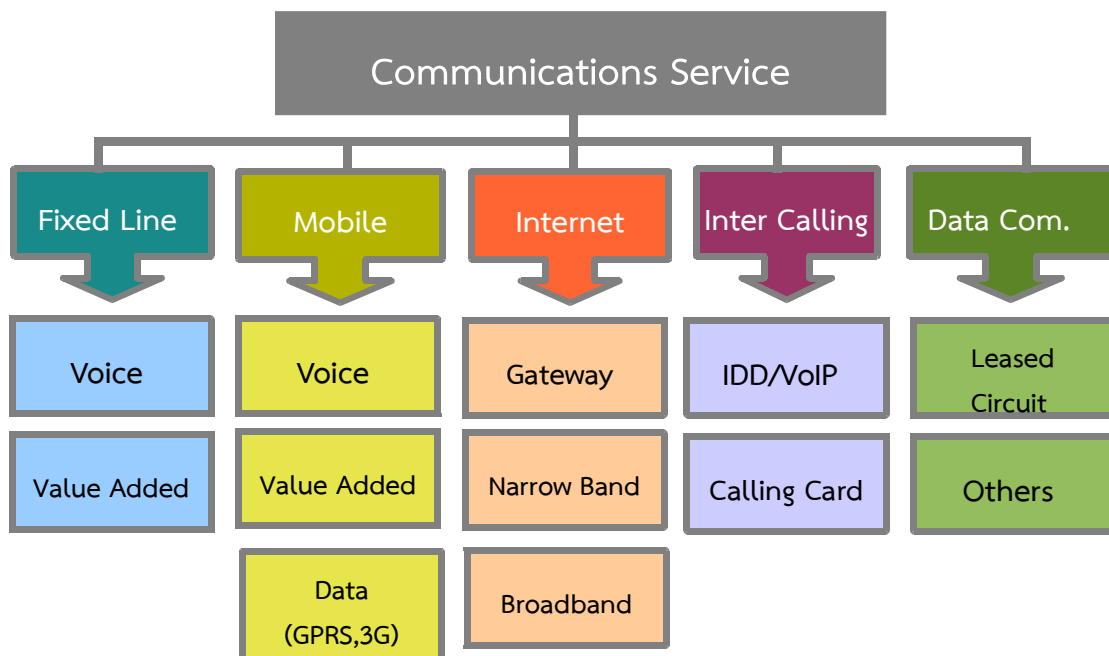 Communications Service
Fixed Line
Mobile
Internet
Inter Calling
Data Com.
Voice
Voice
Gateway
IDD/VoIP
Leased
Circuit
Value Added
Value Added
Narrow Band
Calling Card
Others
Data
(GPRS,3G)
Broadband